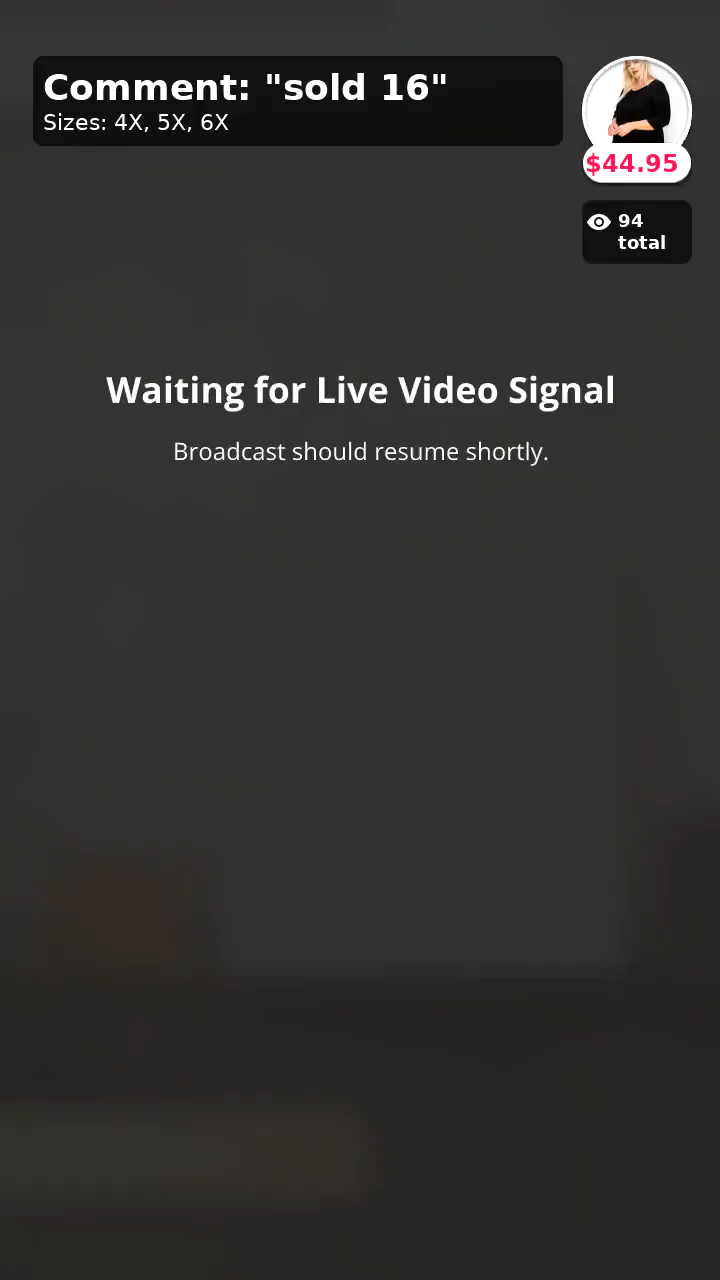 Comment: "sold 16"
Sizes: 4X, 5X, 6X
$44.95
94
total
Waiting for Live Video Signal
Broadcast should resume shortly.